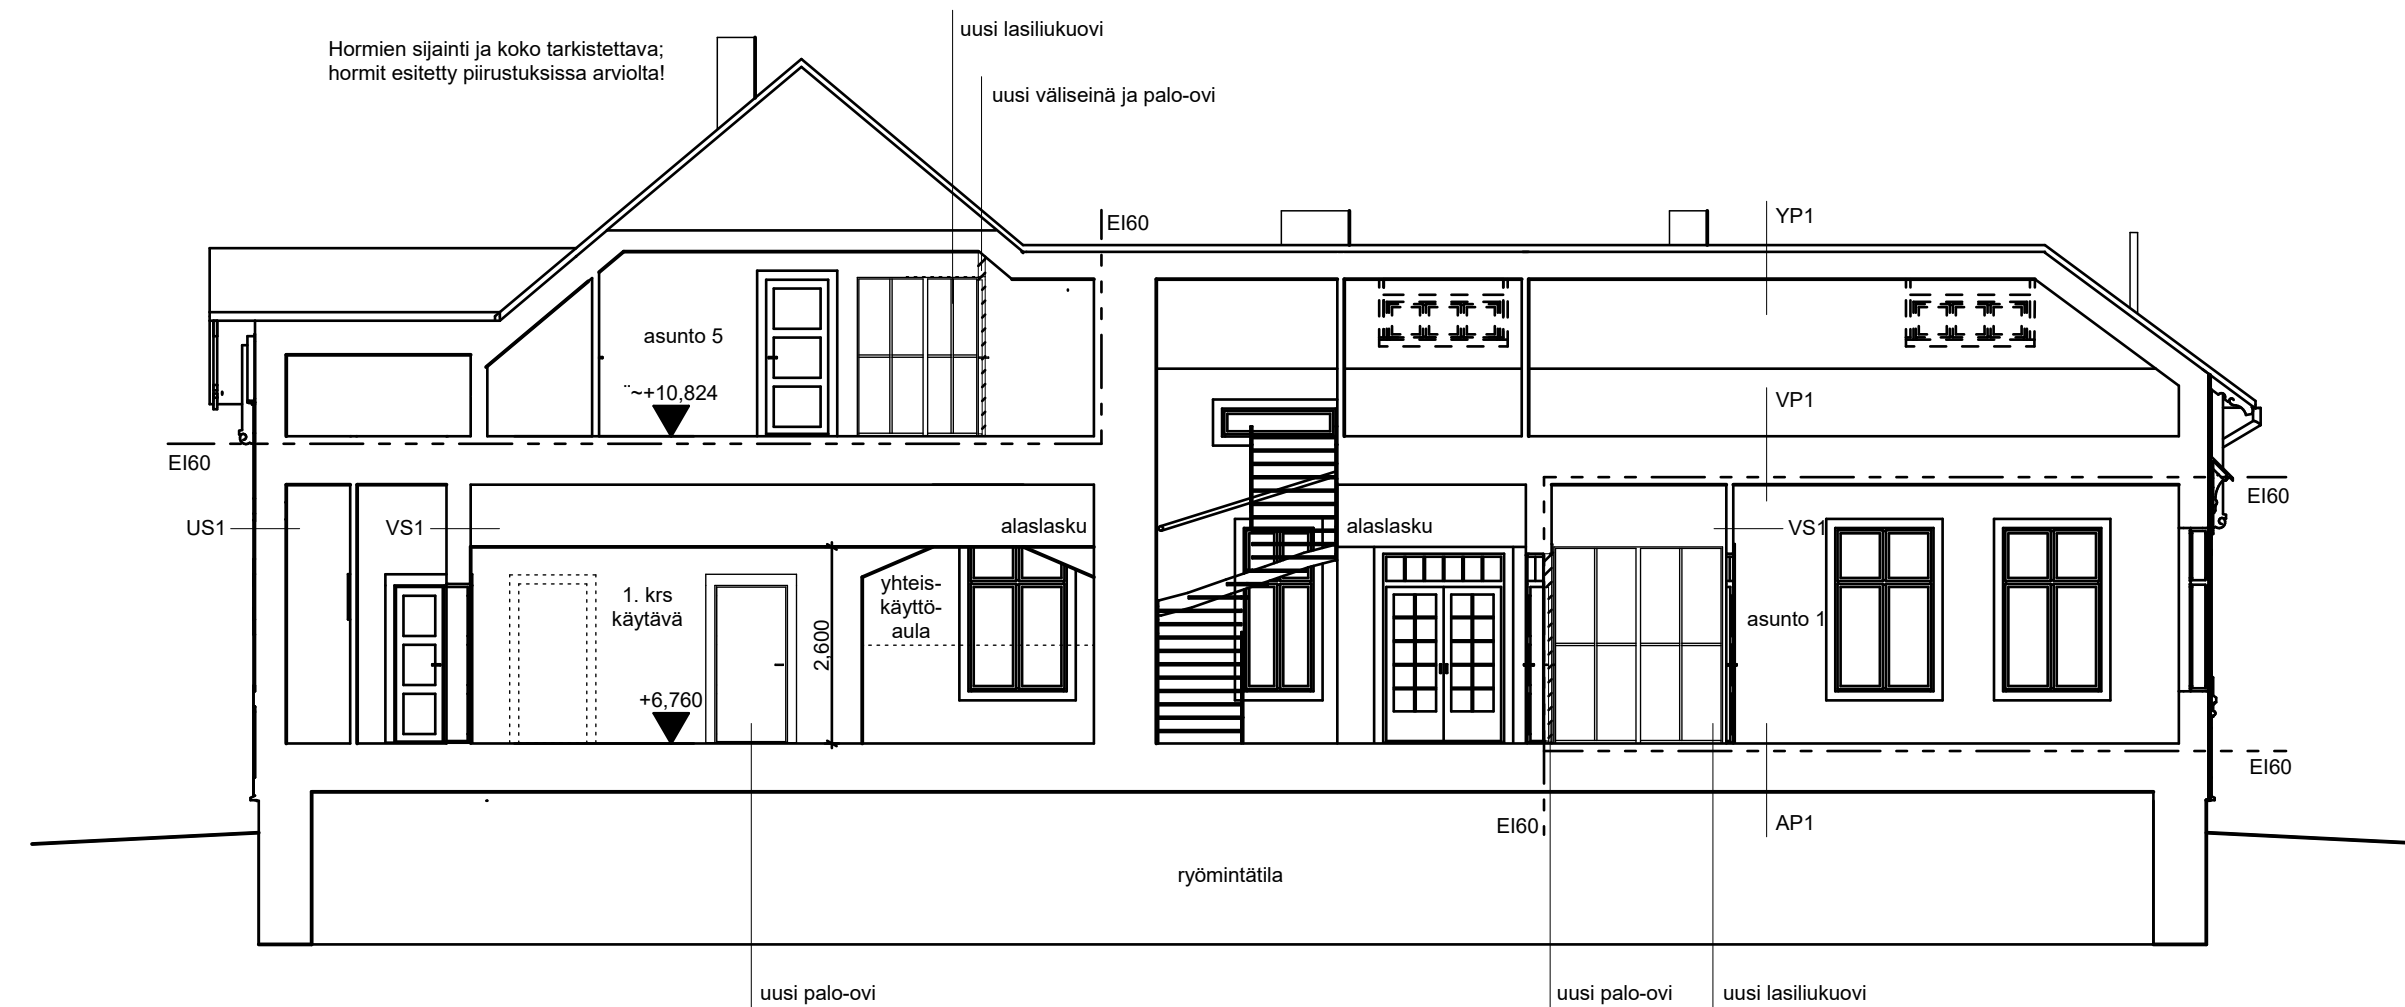 uusi lasiliukuovi
Hormien sijainti ja koko tarkistettava;
hormit esitetty piirustuksissa arviolta!
uusi väliseinä ja palo-ovi
EI60
YP1
asunto 5
¨~+10,824
VP1
EI60
EI60
US1
VS1
alaslasku
alaslasku
VS1
1. krs
käytävä
2,600
yhteis-
käyttö-
aula
asunto 1
+6,760
EI60
EI60
AP1
ryömintätila
uusi palo-ovi
uusi palo-ovi
uusi lasiliukuovi